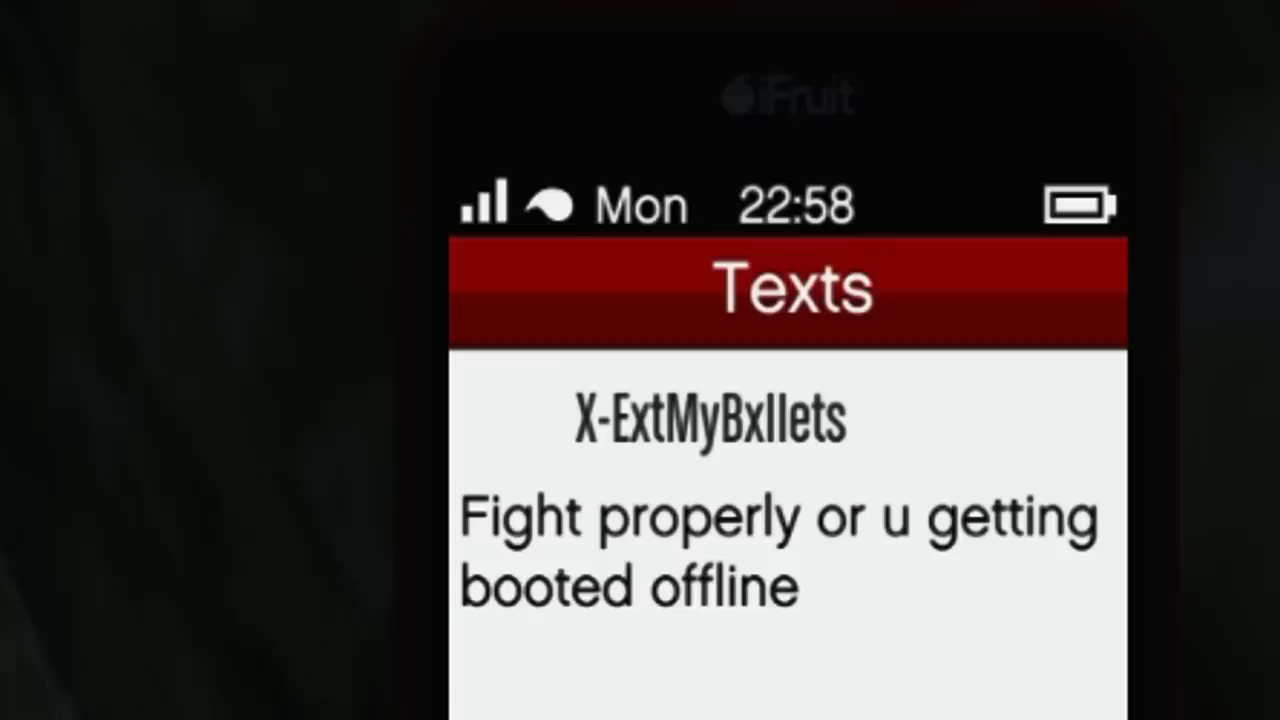 iFruit
Mon 22:58
Texts
X-ExtMyBxllets
Fight properly or u getting
booted offline